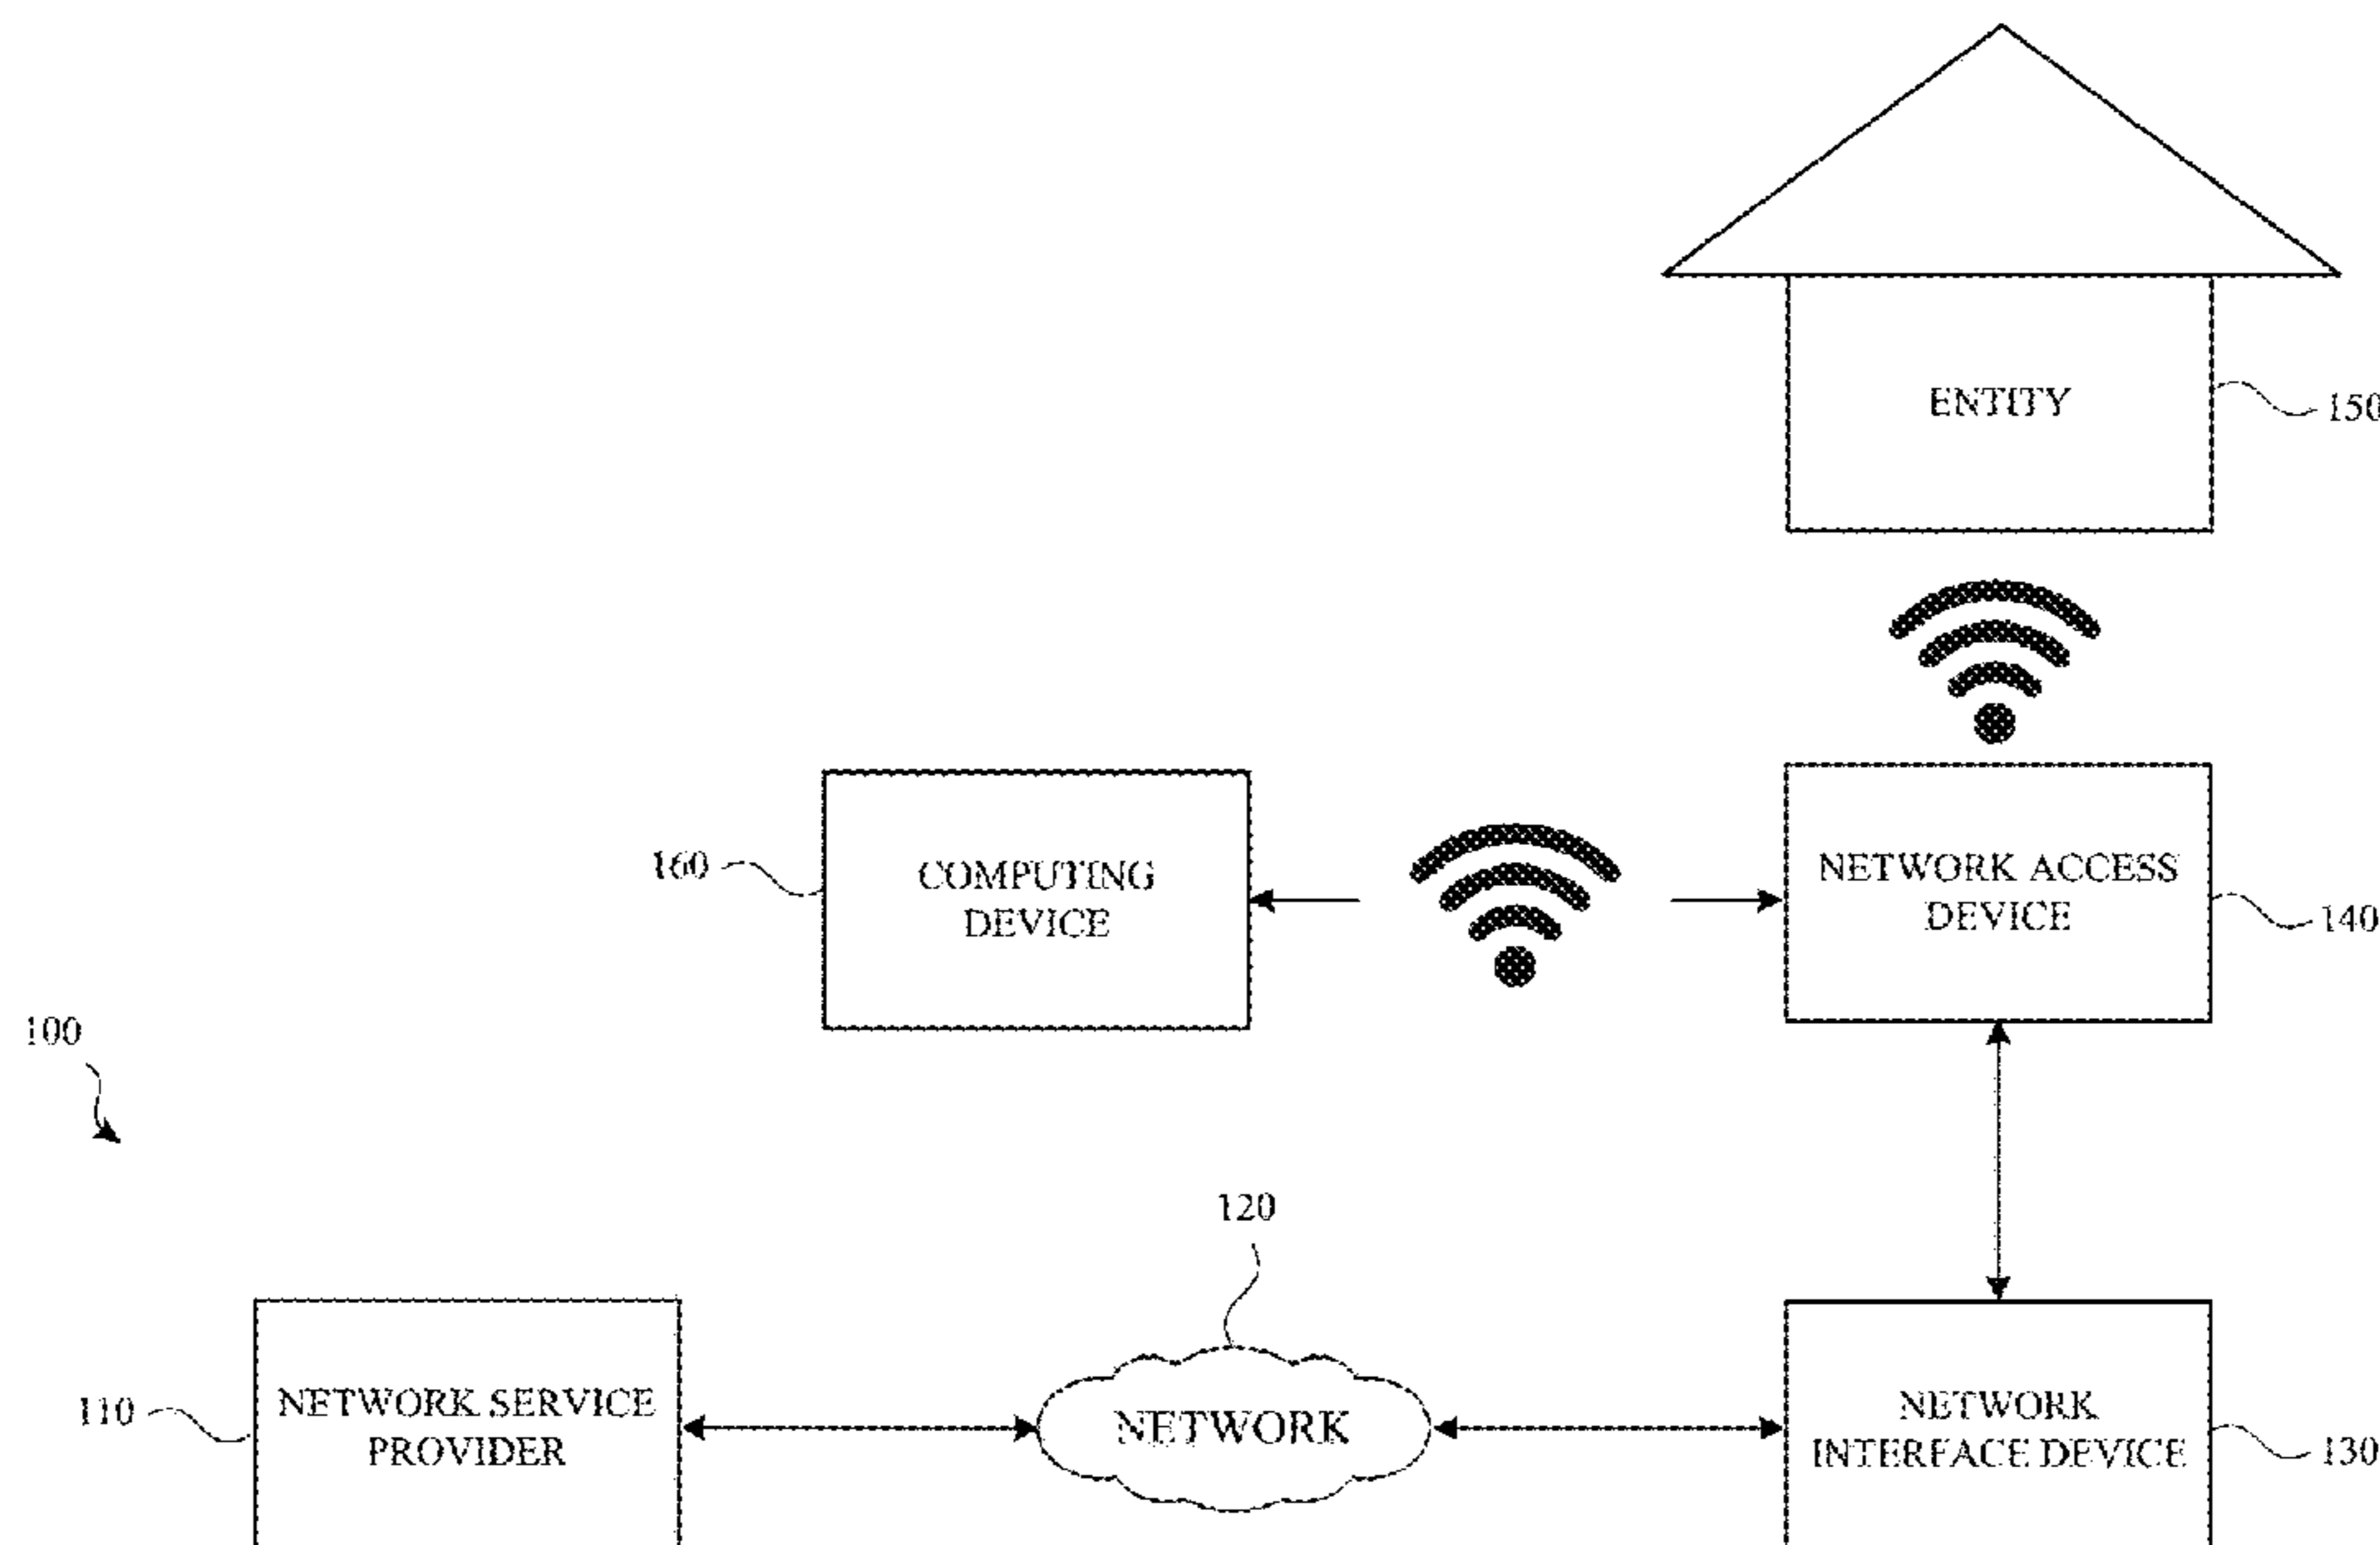 ENTITY
150
160
COMPUTING
DEVICE
NETWORK ACCESS
DEVICE
140
100
120
110
NETWORK SERVICE
PROVIDER
NETWORK
NETWORK
INTERFACE DEVICE
130